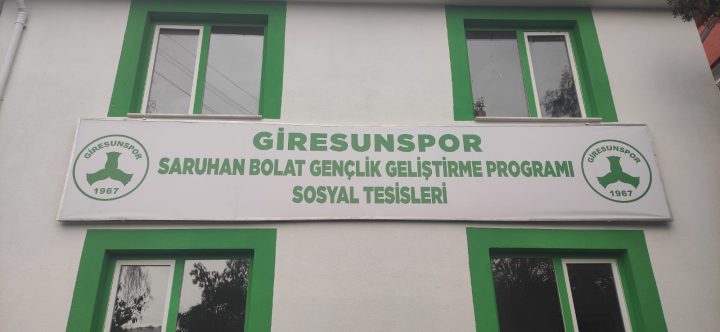 GİRESUNSPOR
SARUHAN BOLAT GENÇLİK GELİŞTİRME PROGRAMI
SOSYAL TESİSLERİ
GİRESUNSPOR
1967
GİRESUNSPOR
1967